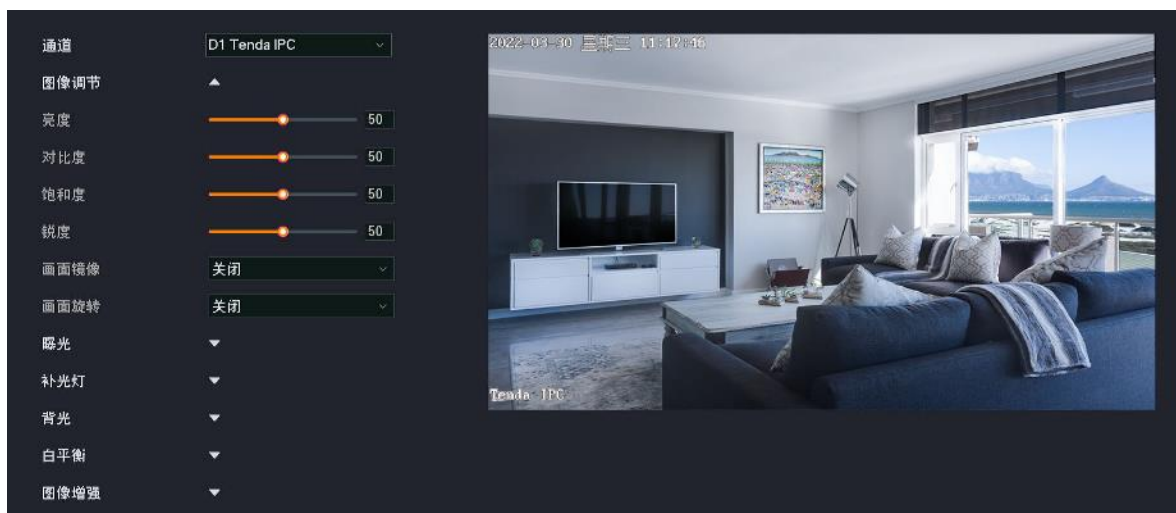 通道 D1 Tenda IPC
图像调节
亮度 50
对比度 50
饱和度 50
锐度 50
画面镜像 关闭
画面旋转 关闭
曝光
补光灯
背光
白平衡
图像增强
2022-03-30 星期三 11:17:46
Tenda IPC